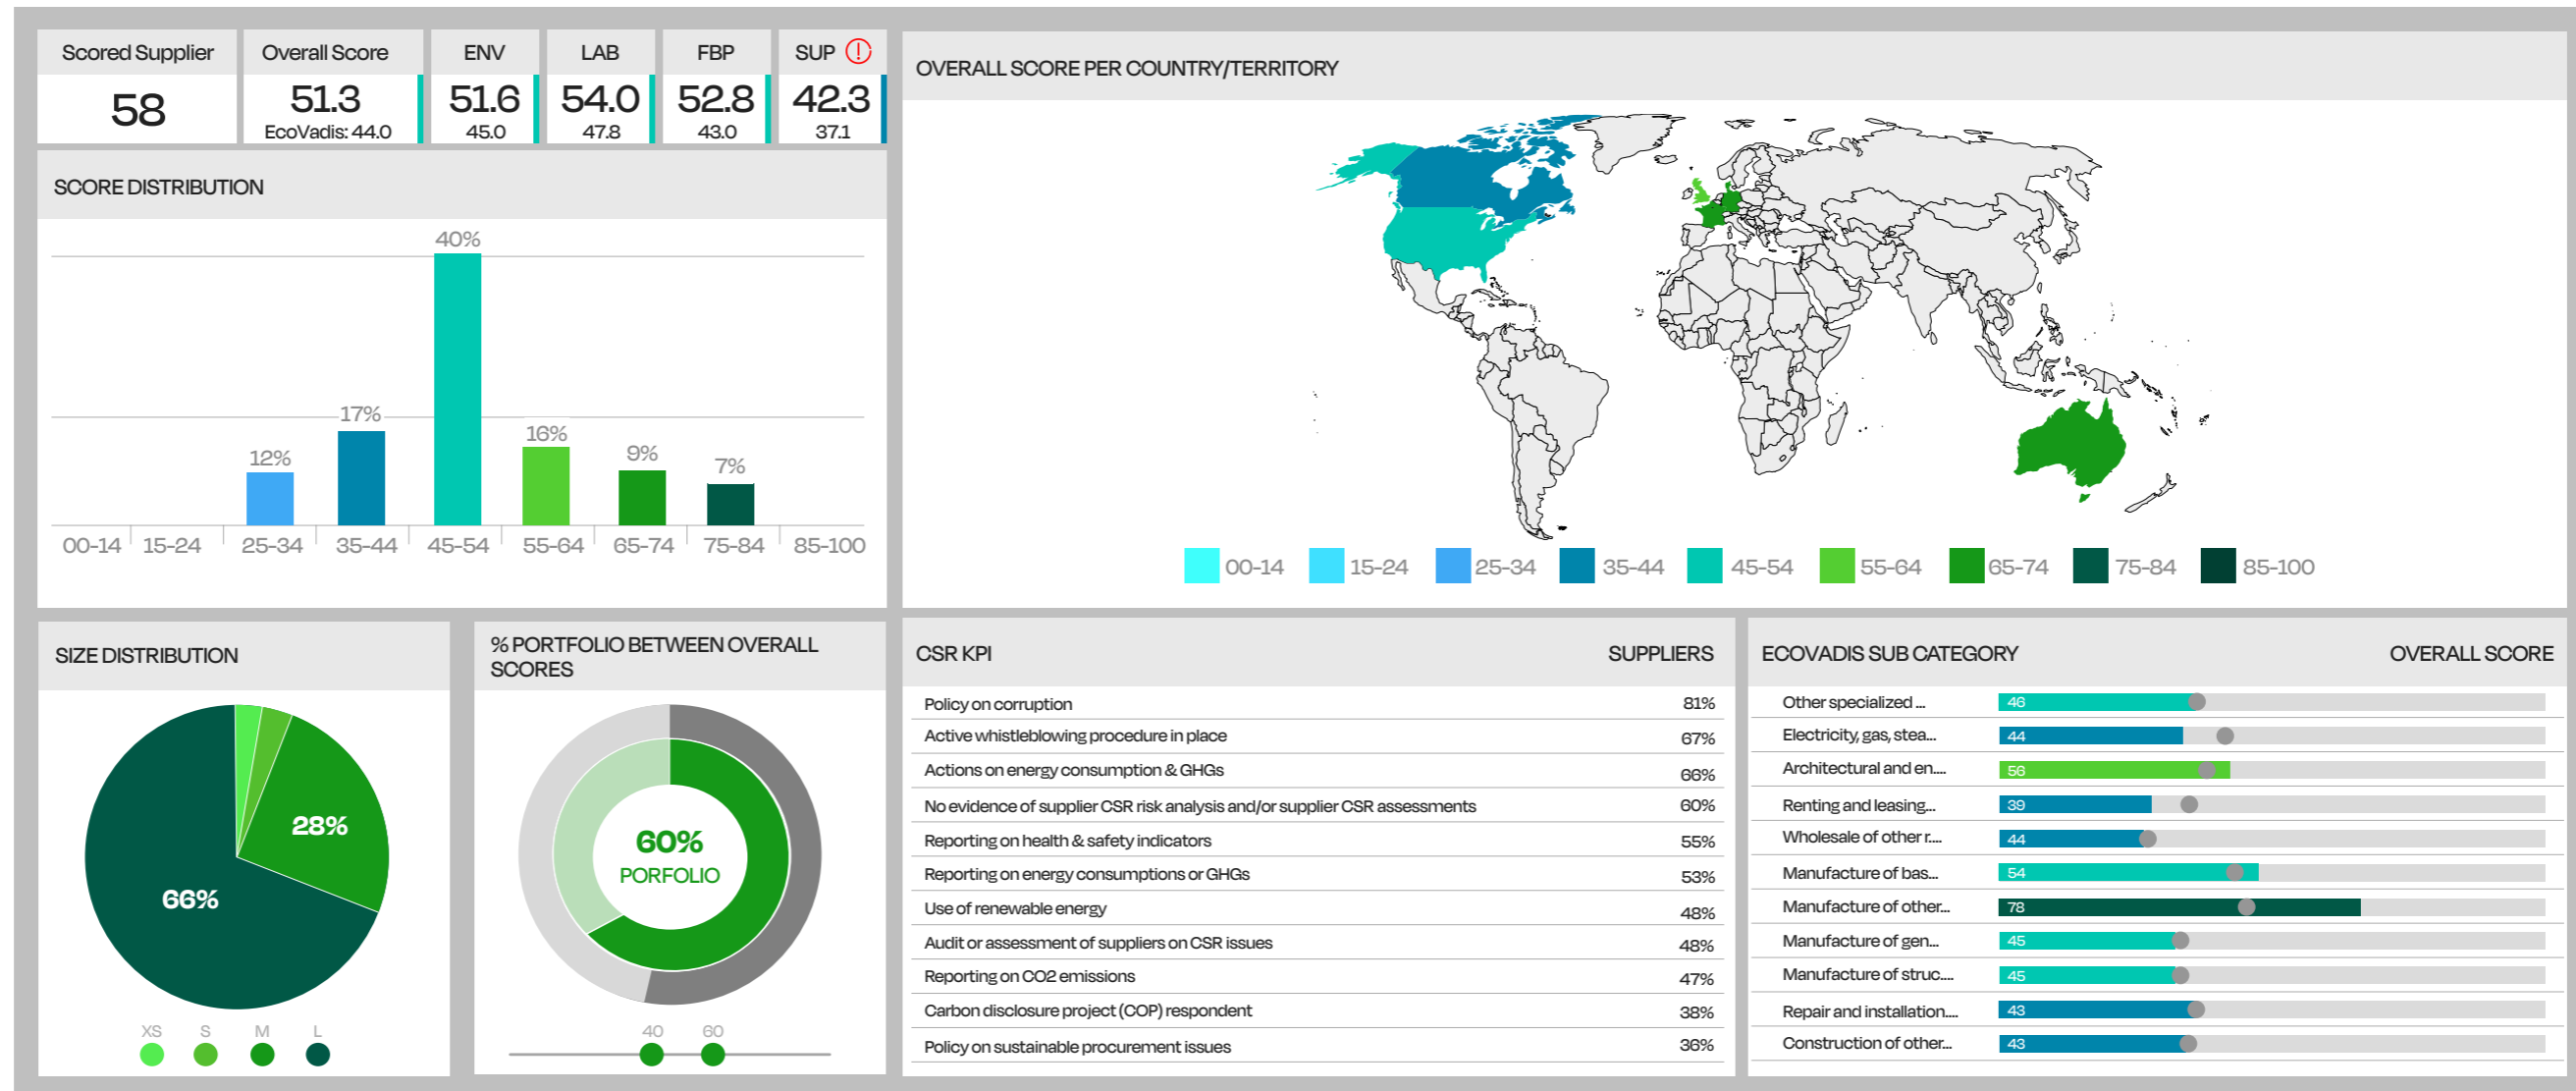 Scored Supplier
58
Overall Score
51.3
EcoVadis: 44.0
ENV
51.6
45.0
LAB
54.0
47.8
FBP
52.8
43.0
SUP
42.3
37.1
SCORE DISTRIBUTION
40%
17%
16%
12%
9%
7%
00-14 15-24 25-34 35-44 45-54 55-64 65-74 75-84 85-100
OVERALL SCORE PER COUNTRY/TERRITORY
00-14 15-24 25-34 35-44 45-54 55-64 65-74 75-84 85-100
SIZE DISTRIBUTION
28%
66%
XS S M L
% PORTFOLIO BETWEEN OVERALL
SCORES
60%
PORFOLIO
40 60
CSR KPI SUPPLIERS
Policy on corruption 81%
Active whistleblowing procedure in place 67%
Actions on energy consumption & GHGs 66%
No evidence of supplier CSR risk analysis and/or supplier CSR assessments 60%
Reporting on health & safety indicators 55%
Reporting on energy consumptions or GHGs 53%
Use of renewable energy 48%
Audit or assessment of suppliers on CSR issues 48%
Reporting on CO2 emissions 47%
Carbon disclosure project (COP) respondent 38%
Policy on sustainable procurement issues 36%
ECOVADIS SUB CATEGORY OVERALL SCORE
Other specialized ... 46
Electricity, gas, stea... 44
Architectural and en.... 56
Renting and leasing... 39
Wholesale of other r.... 44
Manufacture of bas... 54
Manufacture of other... 78
Manufacture of gen... 45
Manufacture of struc.... 45
Repair and installation.... 43
Construction of other... 43